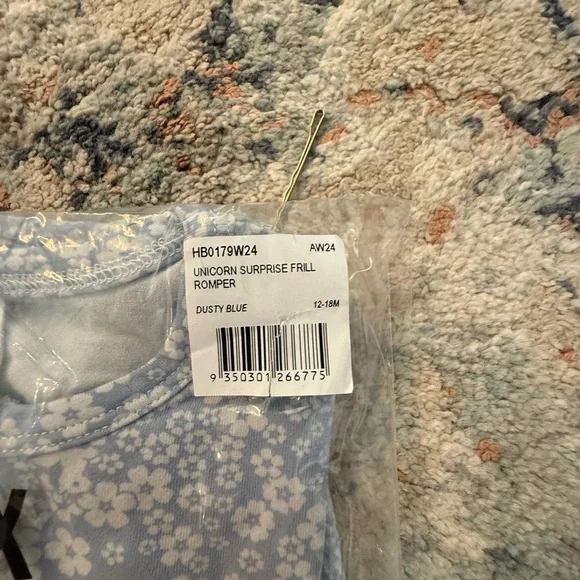 HB0179W24 AW24
UNICORN SURPRISE FRILL
ROMPER
DUSTY BLUE 12-18M
9 350301 266775
X